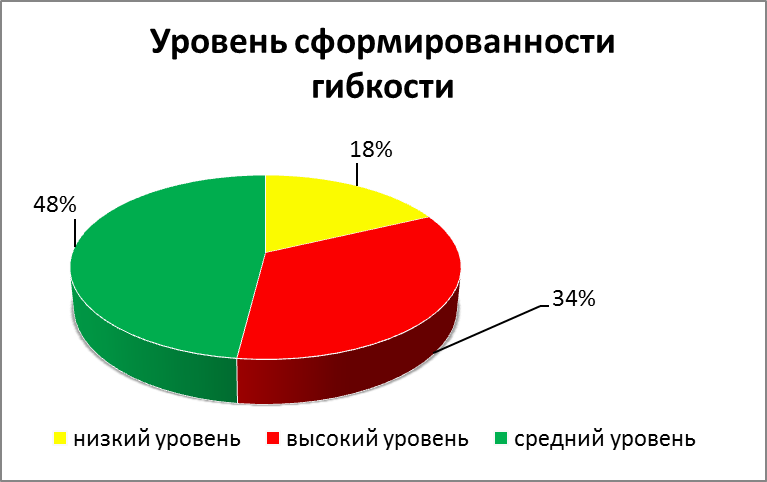 Уровень сформированности
гибкости
18%
48%
34%
низкий уровень
высокий уровень
средний уровень